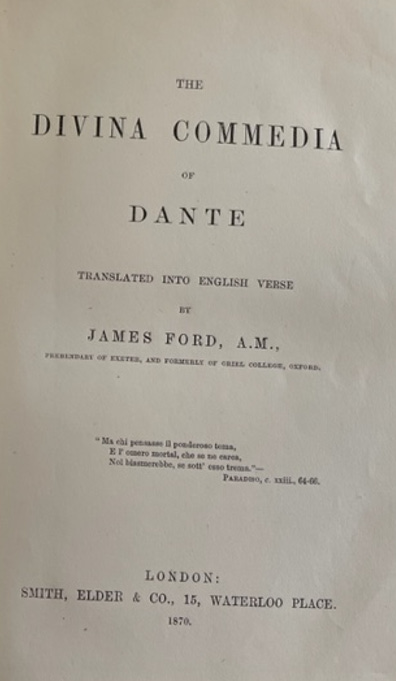 THE
DIVINA COMMEDIA
OF
DANTE
TRANSLATED INTO ENGLISH VERSE
BY
JAMES FORD, A.M.,
PREBENDARY OF EXETER, AND FORMERLY OF ORIEL COLLEGE, OXFORD.
"Ma chi pensasse il ponderoso tema,
E l' omero mortal, che se ne carca,
Nol biasmerebbe, se sott' esso trema."—
PARADISO, c. xxiii., 64-66.
LONDON:
SMITH, ELDER & CO., 15, WATERLOO PLACE.
1870.